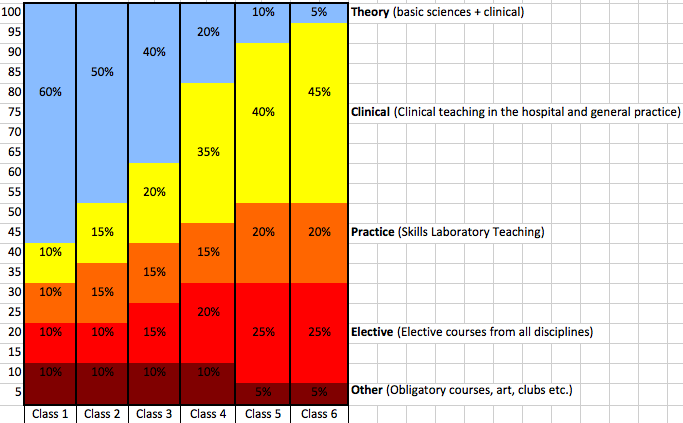 100 10% 5% Theory (basic sciences + clinical)
95 20%
90 40%
85 50%
80 60% 45%
75 40% Clinical (Clinical teaching in the hospital and general practice)
70
65 35%
60
55 20%
50
45 15% 20% 20% Practice (Skills Laboratory Teaching)
40 10% 15%
35 15%
30 10% 15%
25 20%
20 10% 10% 15% 25% 25% Elective (Elective courses from all disciplines)
15
10 10% 10% 10% 10%
5 5% 5% Other (Obligatory courses, art, clubs etc.)
Class 1 Class 2 Class 3 Class 4 Class 5 Class 6